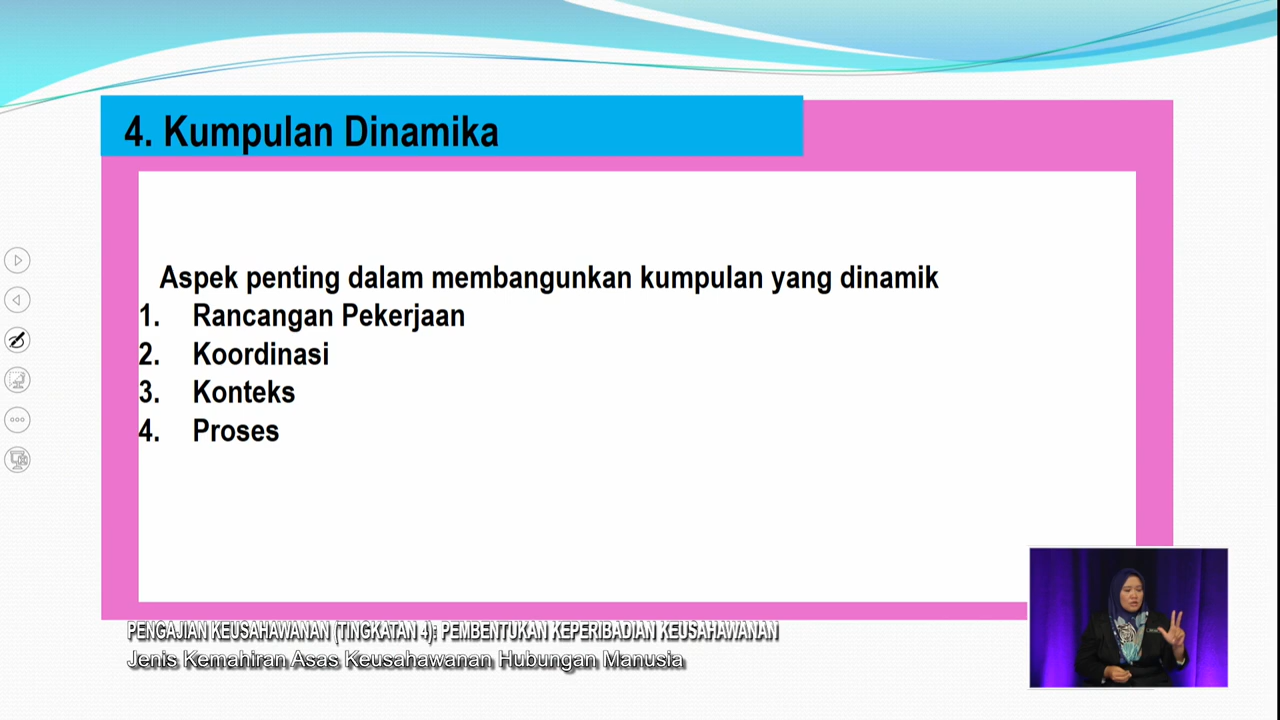 4. Kumpulan Dinamika
Aspek penting dalam membangunkan kumpulan yang dinamik
1. Rancangan Pekerjaan
2. Koordinasi
3. Konteks
4. Proses
PENGAJIAN KEUSAHAWANAN (TINGKATAN 4): PEMBENTUKAN KEPERIBADIAN KEUSAHAWANAN
Jenis Kemahiran Asas Keusahawanan Hubungan Manusia